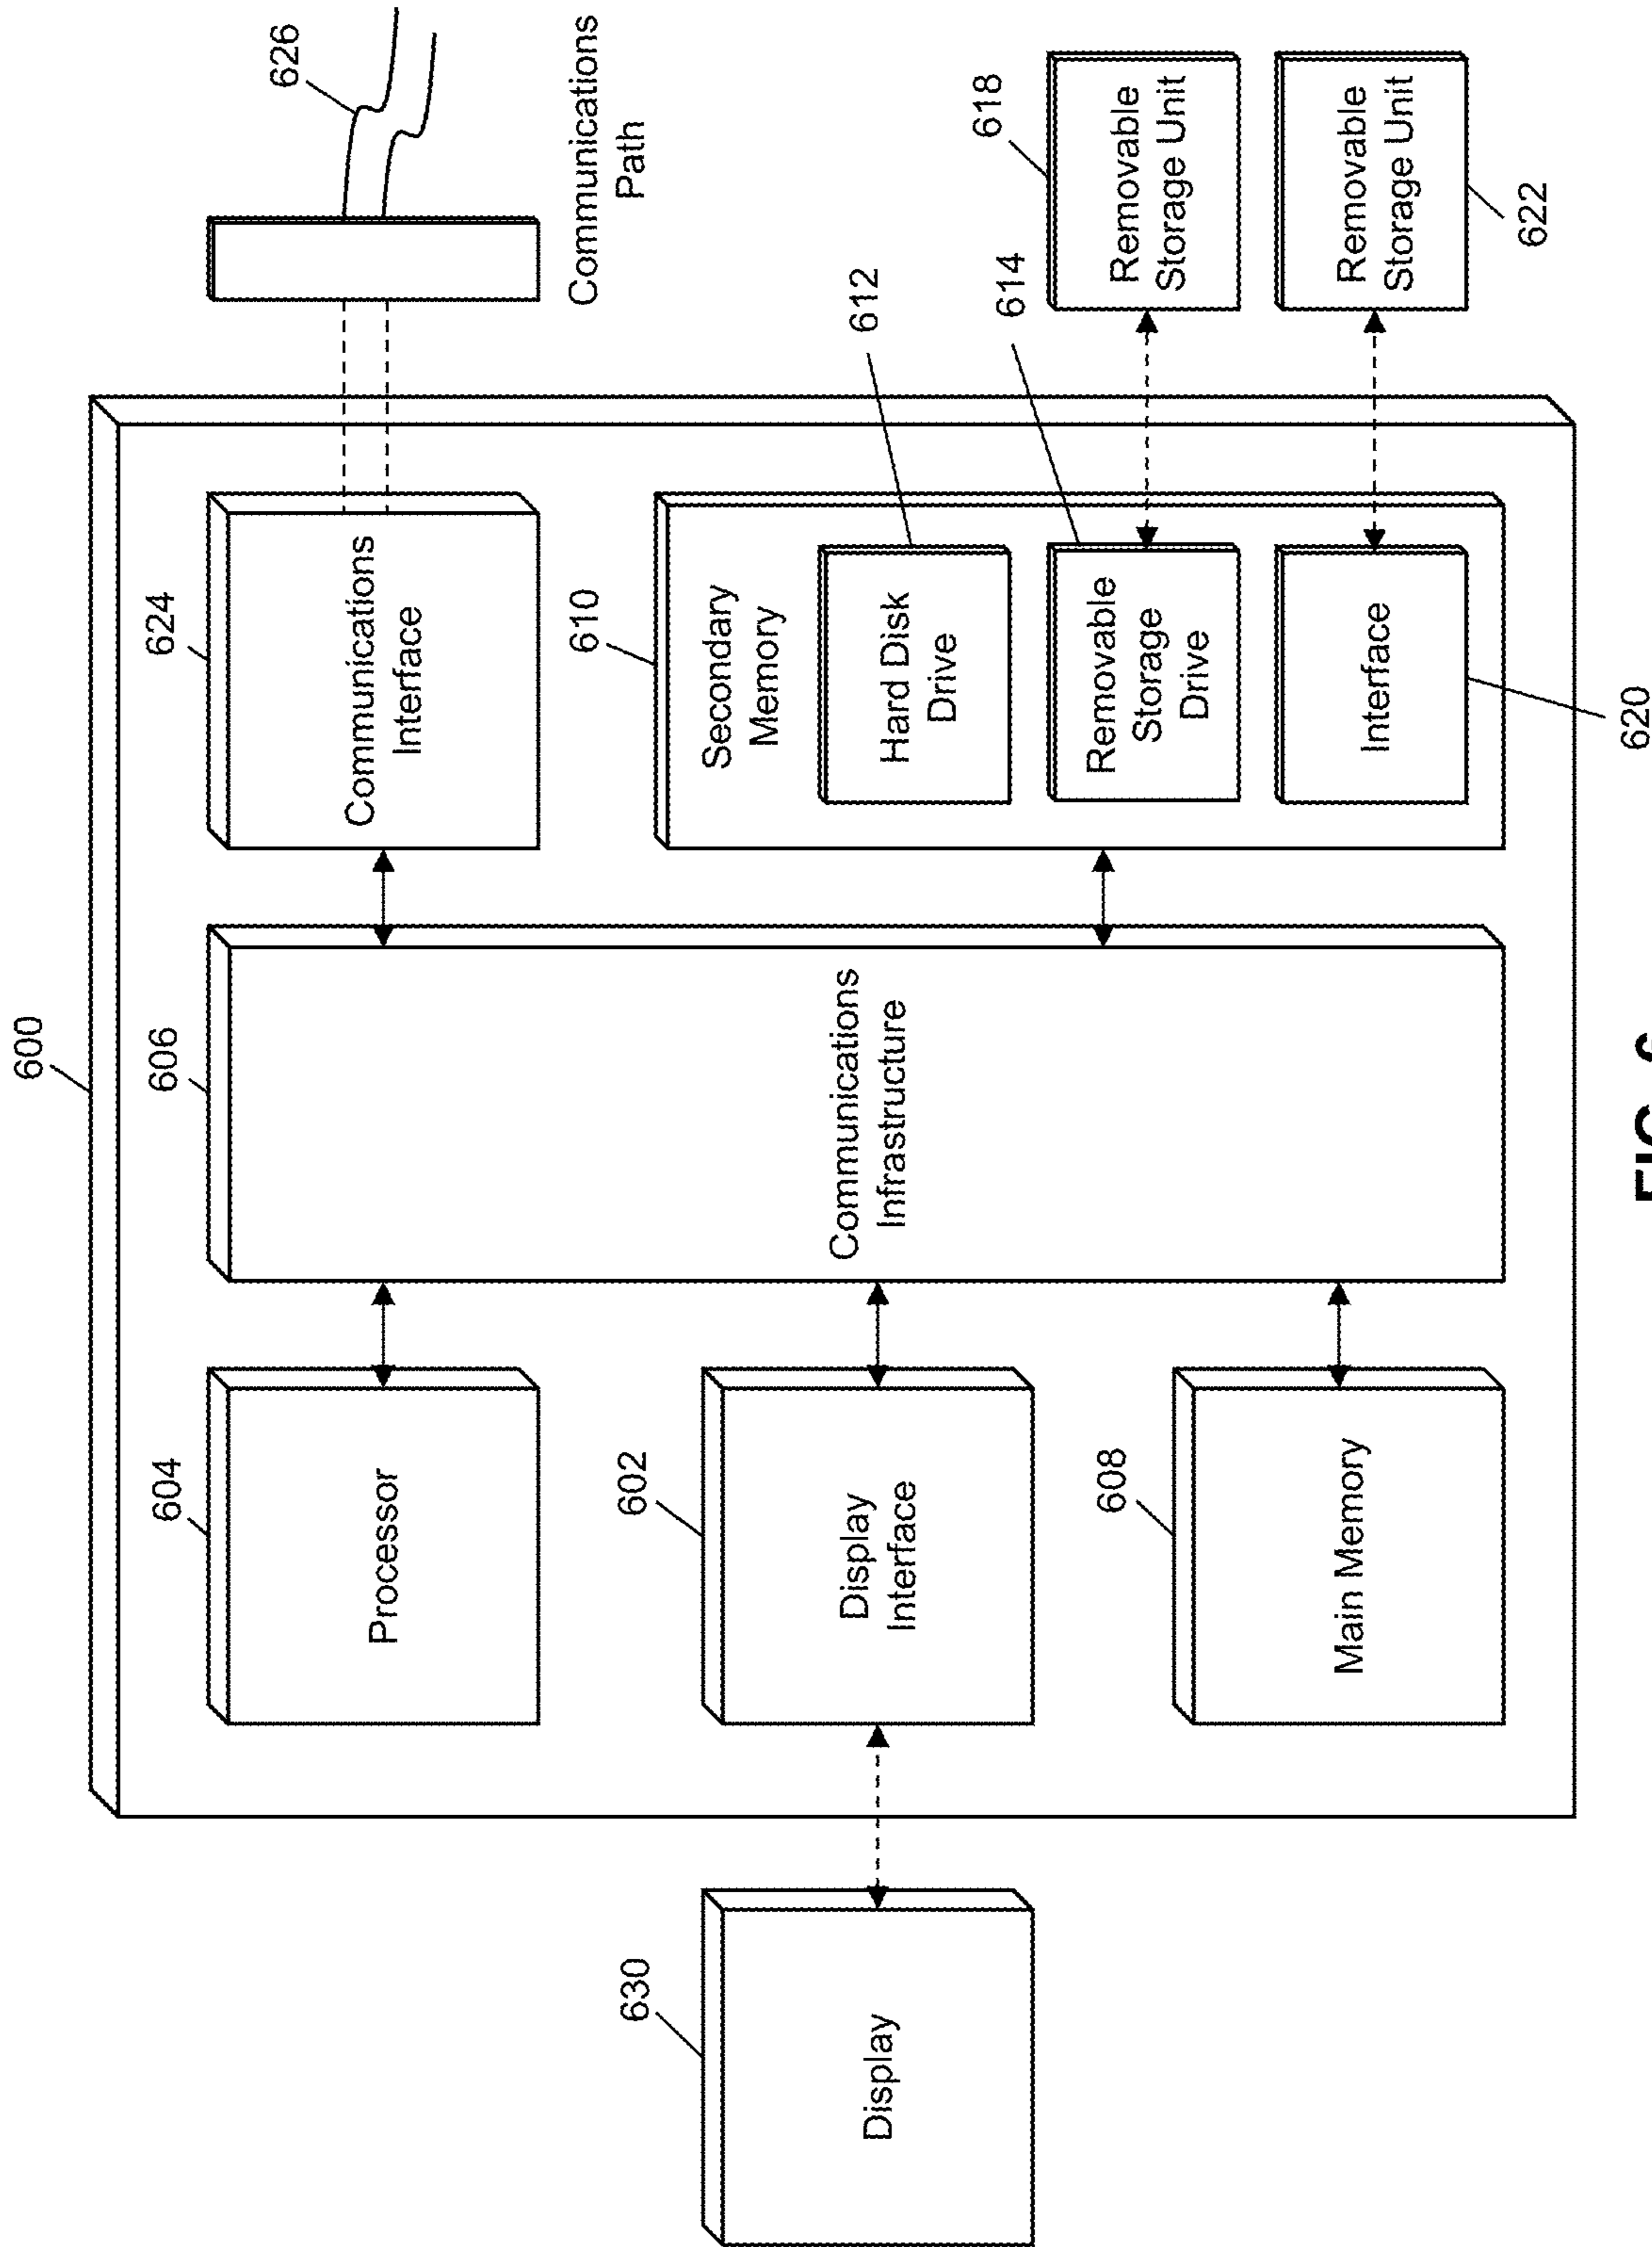 600
626
Communications
Path
604
Processor
606
Communications
Infrastructure
624
Communications
Interface
630
Display
602
Display
Interface
610
Secondary
Memory
612
Hard Disk
Drive
614
Removable
Storage
Drive
618
Removable
Storage Unit
608
Main Memory
620
Interface
622
Removable
Storage Unit
FIG. 6